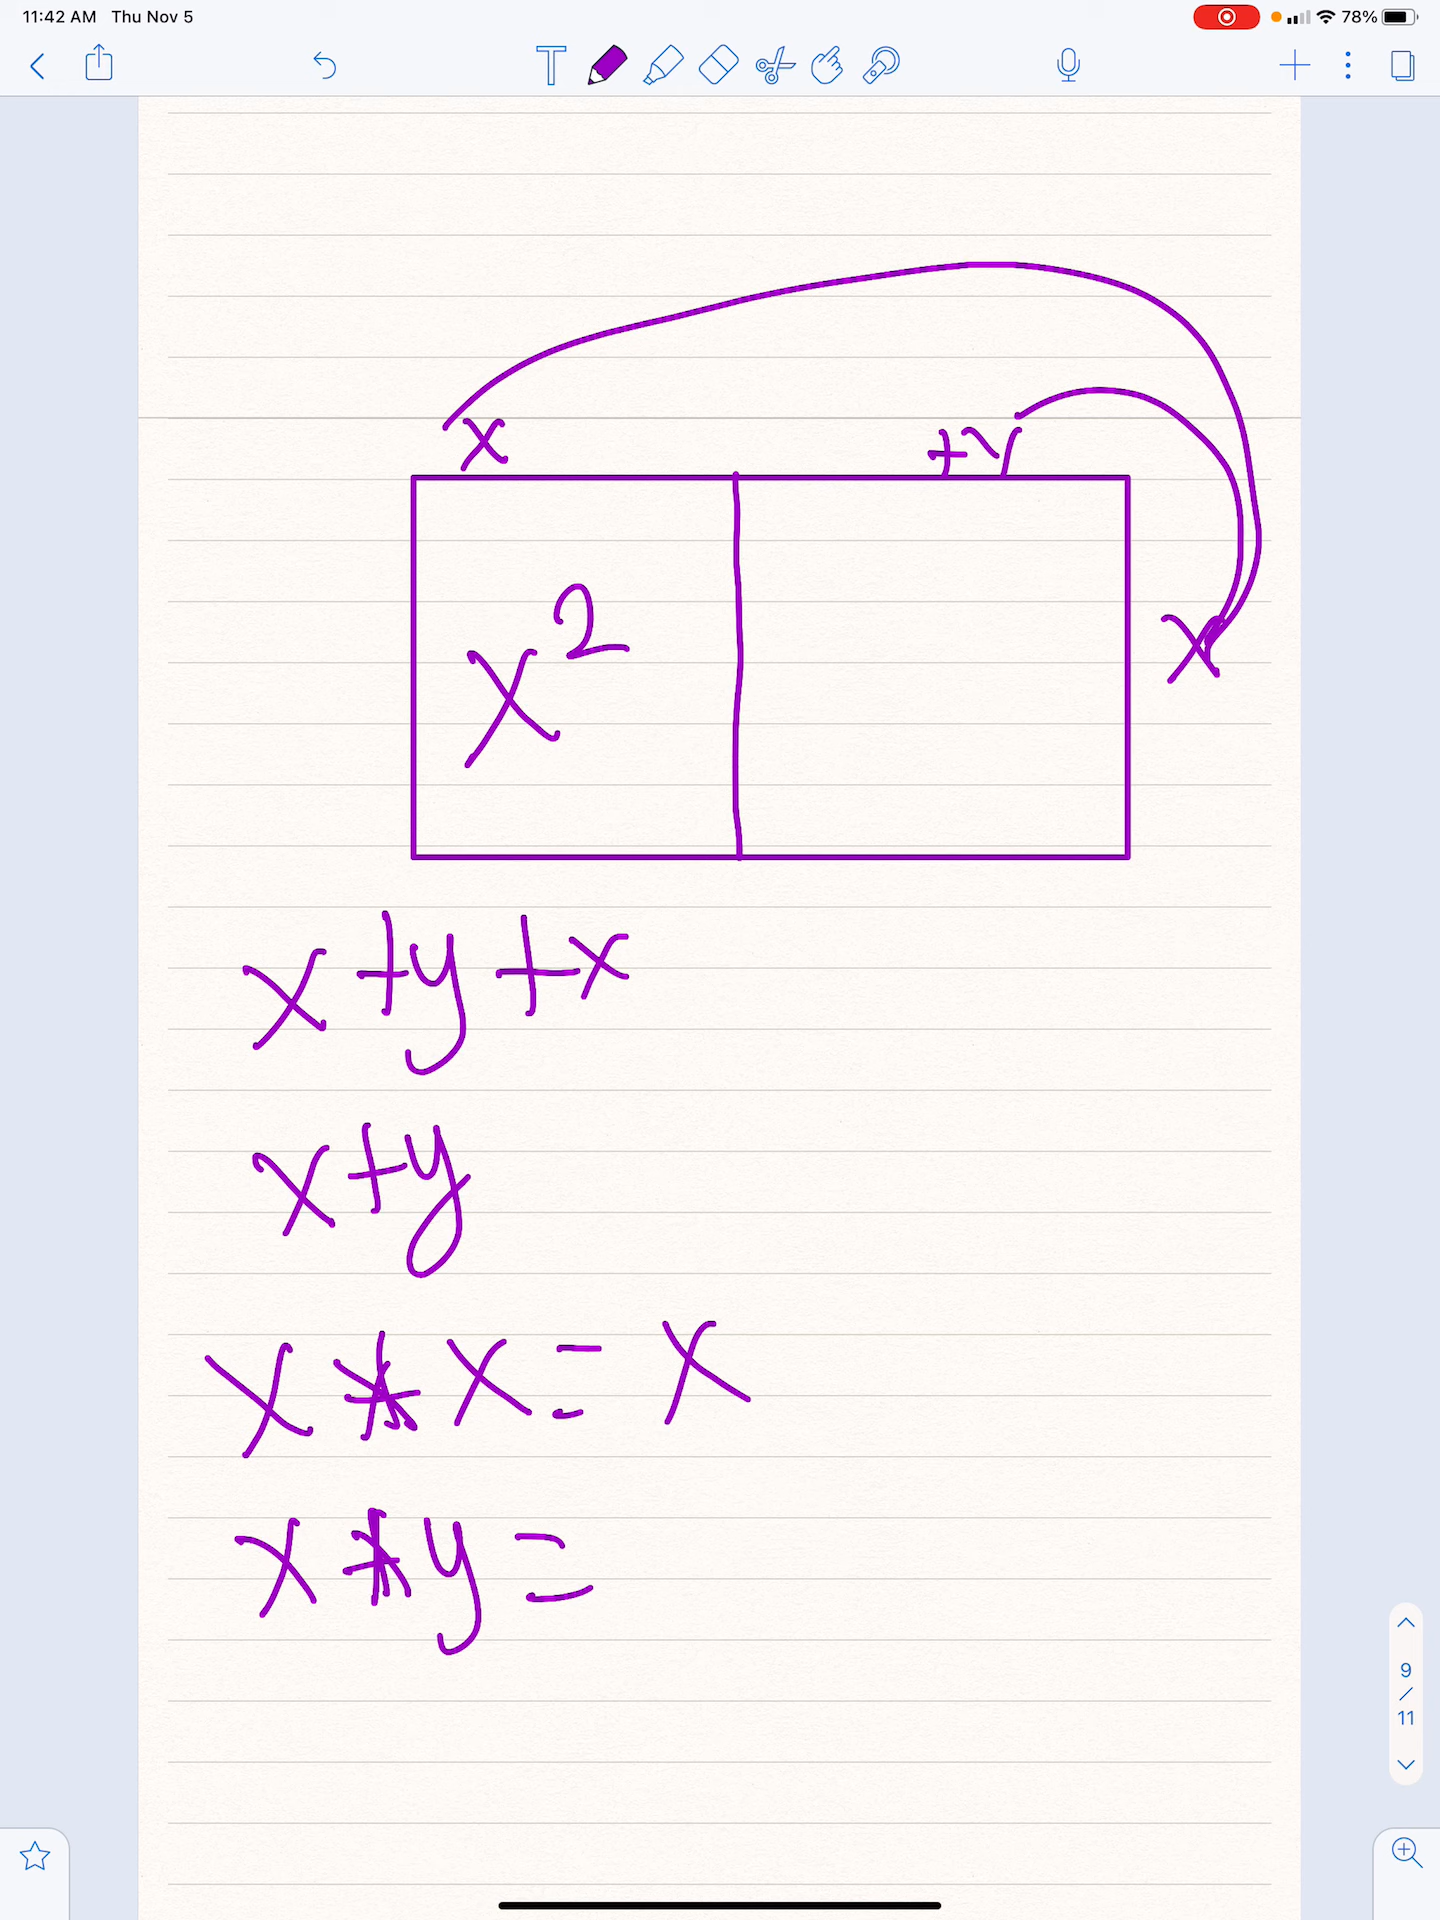 11:42 AM Thu Nov 5
78%
T
x +y
x²
x
x +y +x
x+y
x * x = x
x * y =
9
/
11